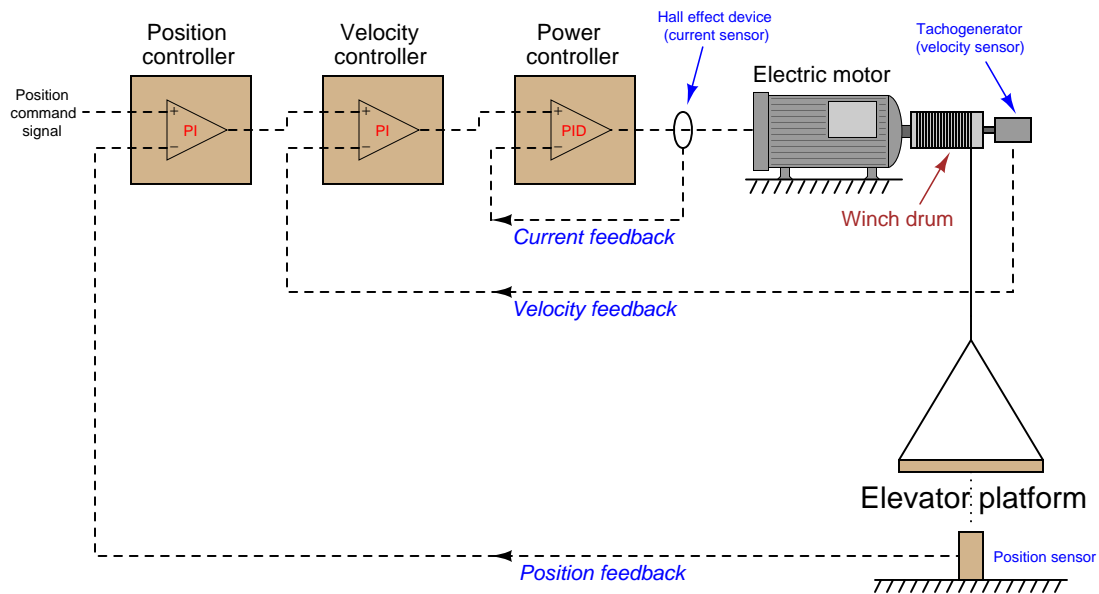 Position
controller
Velocity
controller
Power
controller
Hall effect device
(current sensor)
Tachogenerator
(velocity sensor)
Electric motor
Position
command
signal
+
PI
−
+
PI
−
+
PID
−
Winch drum
Current feedback
Velocity feedback
Elevator platform
Position sensor
Position feedback